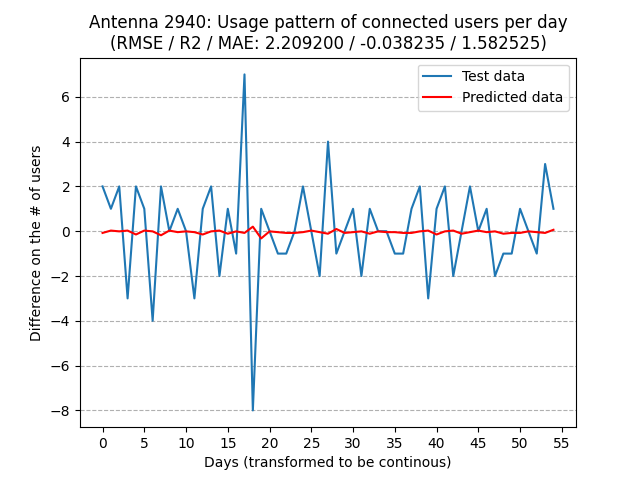 Antenna 2940: Usage pattern of connected users per day
(RMSE / R2 / MAE: 2.209200 / -0.038235 / 1.582525)
Test data
Predicted data
Difference on the # of users
6
4
2
0
−2
−4
−6
−8
0 5 10 15 20 25 30 35 40 45 50 55
Days (transformed to be continous)